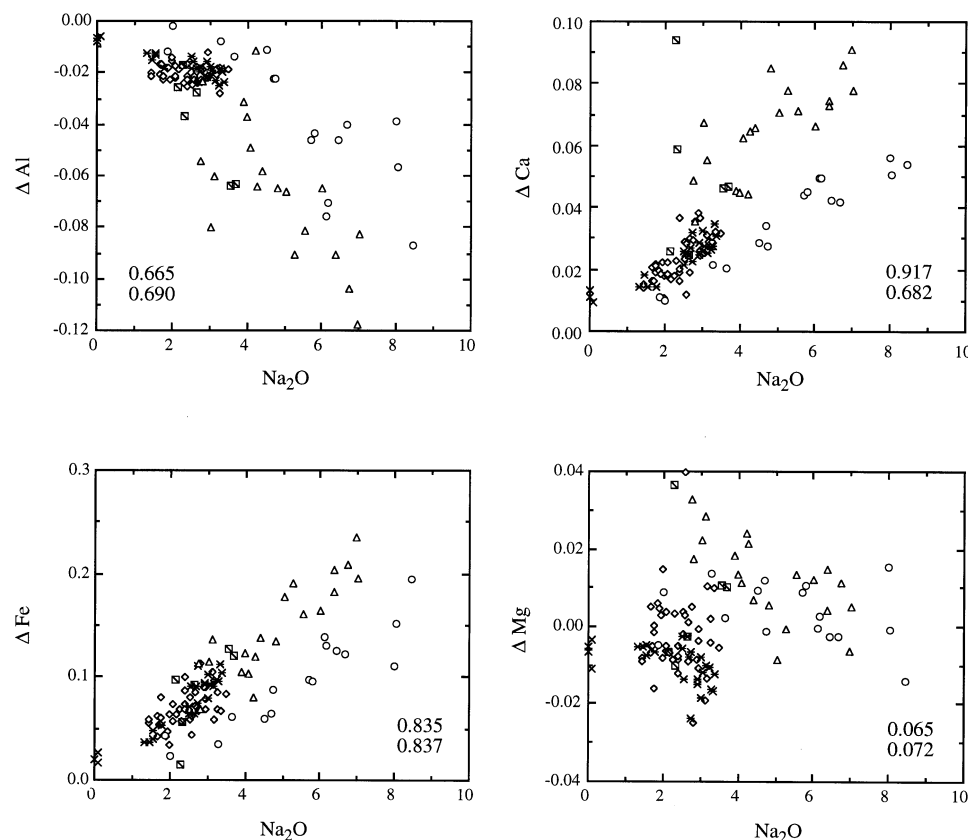 0.00
-0.02
-0.04
-0.06
-0.08
-0.10
-0.12
Δ Al
0.665
0.690
0 2 4 6 8 10
Na₂O
0.10
0.08
0.06
0.04
0.02
0.00
Δ Ca
0.917
0.682
0 2 4 6 8 10
Na₂O
0.3
0.2
0.1
0.0
Δ Fe
0.835
0.837
0 2 4 6 8 10
Na₂O
0.04
0.02
0.00
-0.02
-0.04
Δ Mg
0.065
0.072
0 2 4 6 8 10
Na₂O